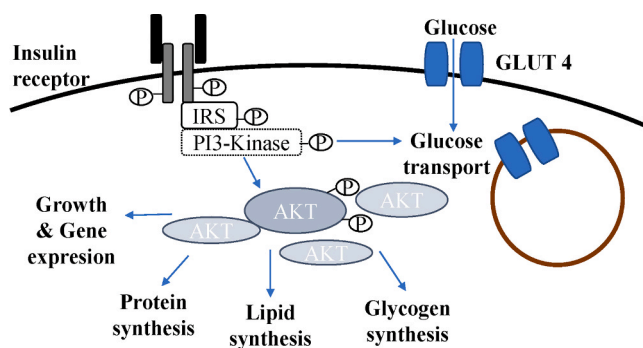 Glucose
Insulin
receptor
GLUT 4
P
P
IRS
P
PI3-Kinase
P
Glucose
transport
P
AKT
AKT
P
AKT
AKT
Growth
& Gene
expresion
Protein
synthesis
Lipid
synthesis
Glycogen
synthesis